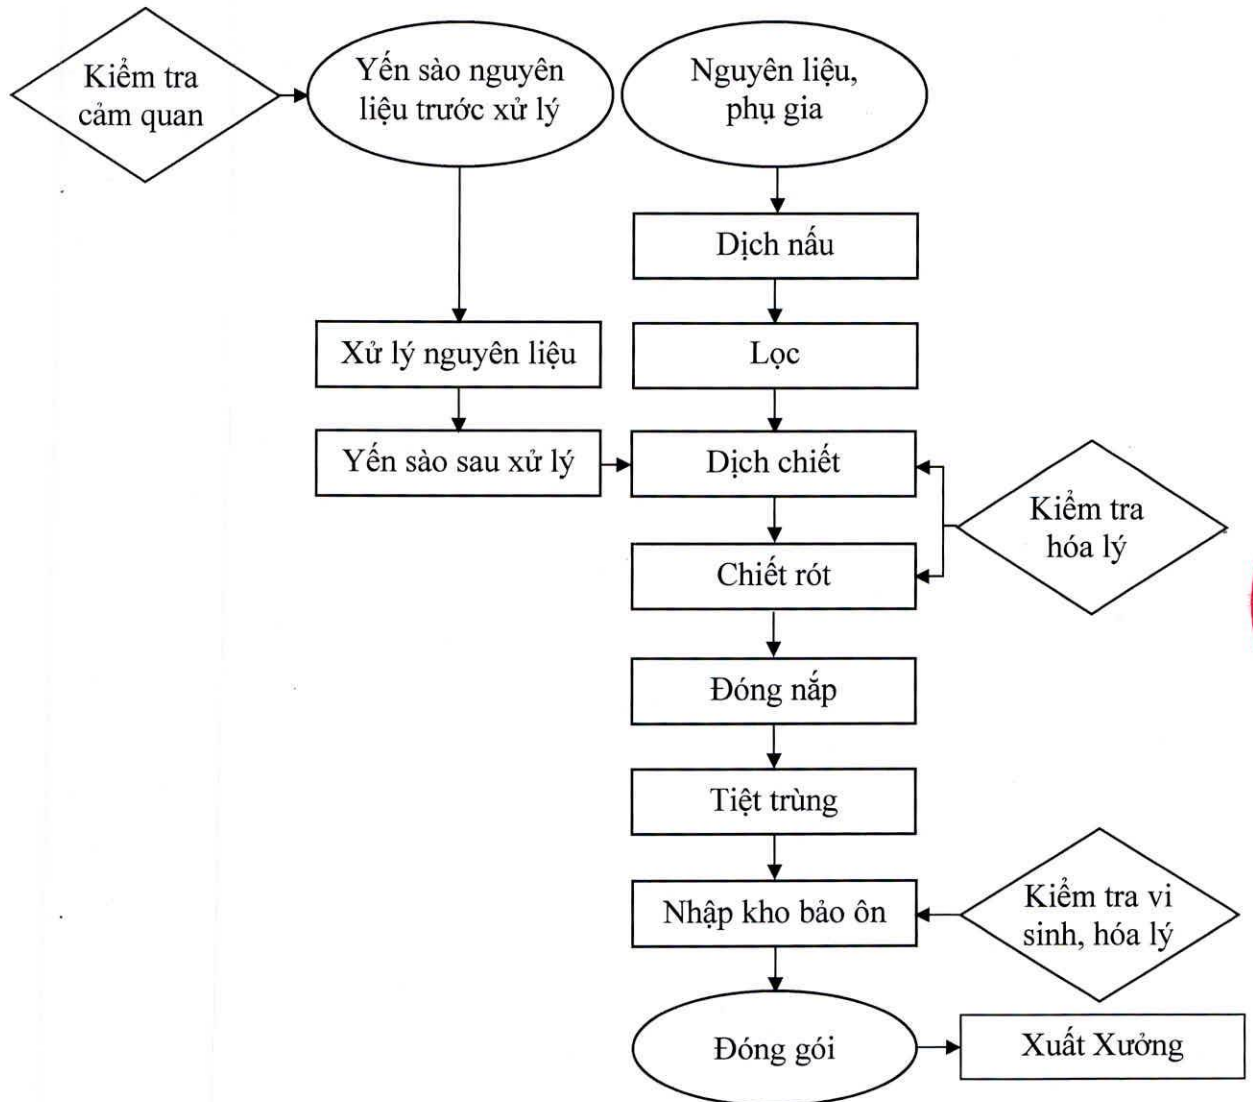 Kiểm tra
cảm quan
Yến sào nguyên
liệu trước xử lý
Nguyên liệu,
phụ gia
Dịch nấu
Xử lý nguyên liệu
Lọc
Yến sào sau xử lý
Dịch chiết
Kiểm tra
hóa lý
Chiết rót
Đóng nắp
Tiệt trùng
Nhập kho bảo ôn
Kiểm tra vi
sinh, hóa lý
Đóng gói
Xuất Xưởng